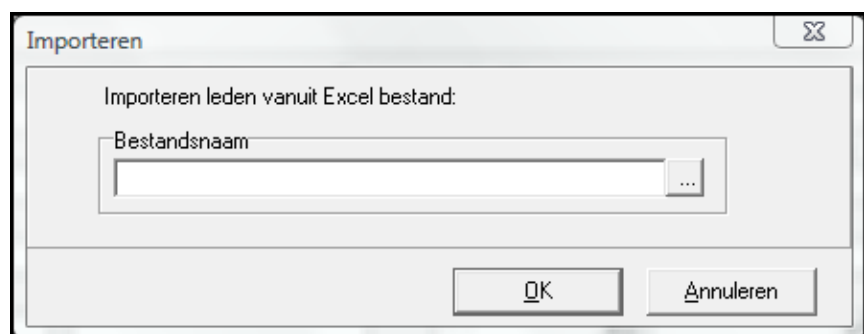 Importeren
Importeren leden vanuit Excel bestand:
Bestandsnaam
...
OK
Annuleren